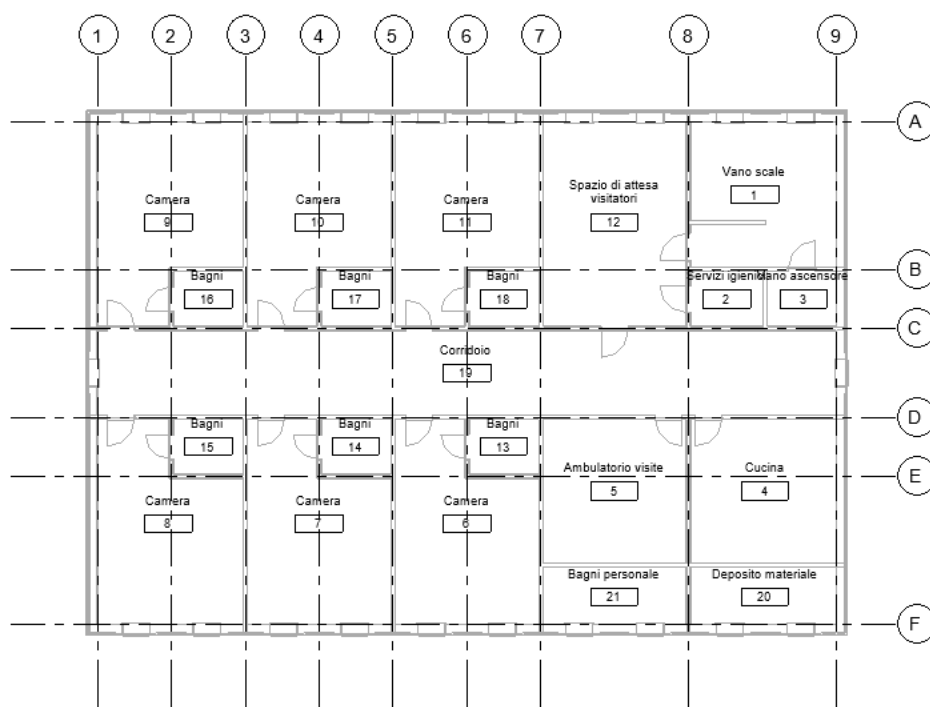 1 2 3 4 5 6 7 8 9
A
Vano scale
1
Spazio di attesa
visitatori
12
Camera
9
Camera
10
Camera
11
B
Bagni
16
Bagni
17
Bagni
18
Servizi igienici
2
Vano ascensore
3
C
Corridoio
19
D
Bagni
15
Bagni
14
Bagni
13
Ambulatorio visite
5
Cucina
4
E
Camera
8
Camera
7
Camera
6
Bagni personale
21
Deposito materiale
20
F